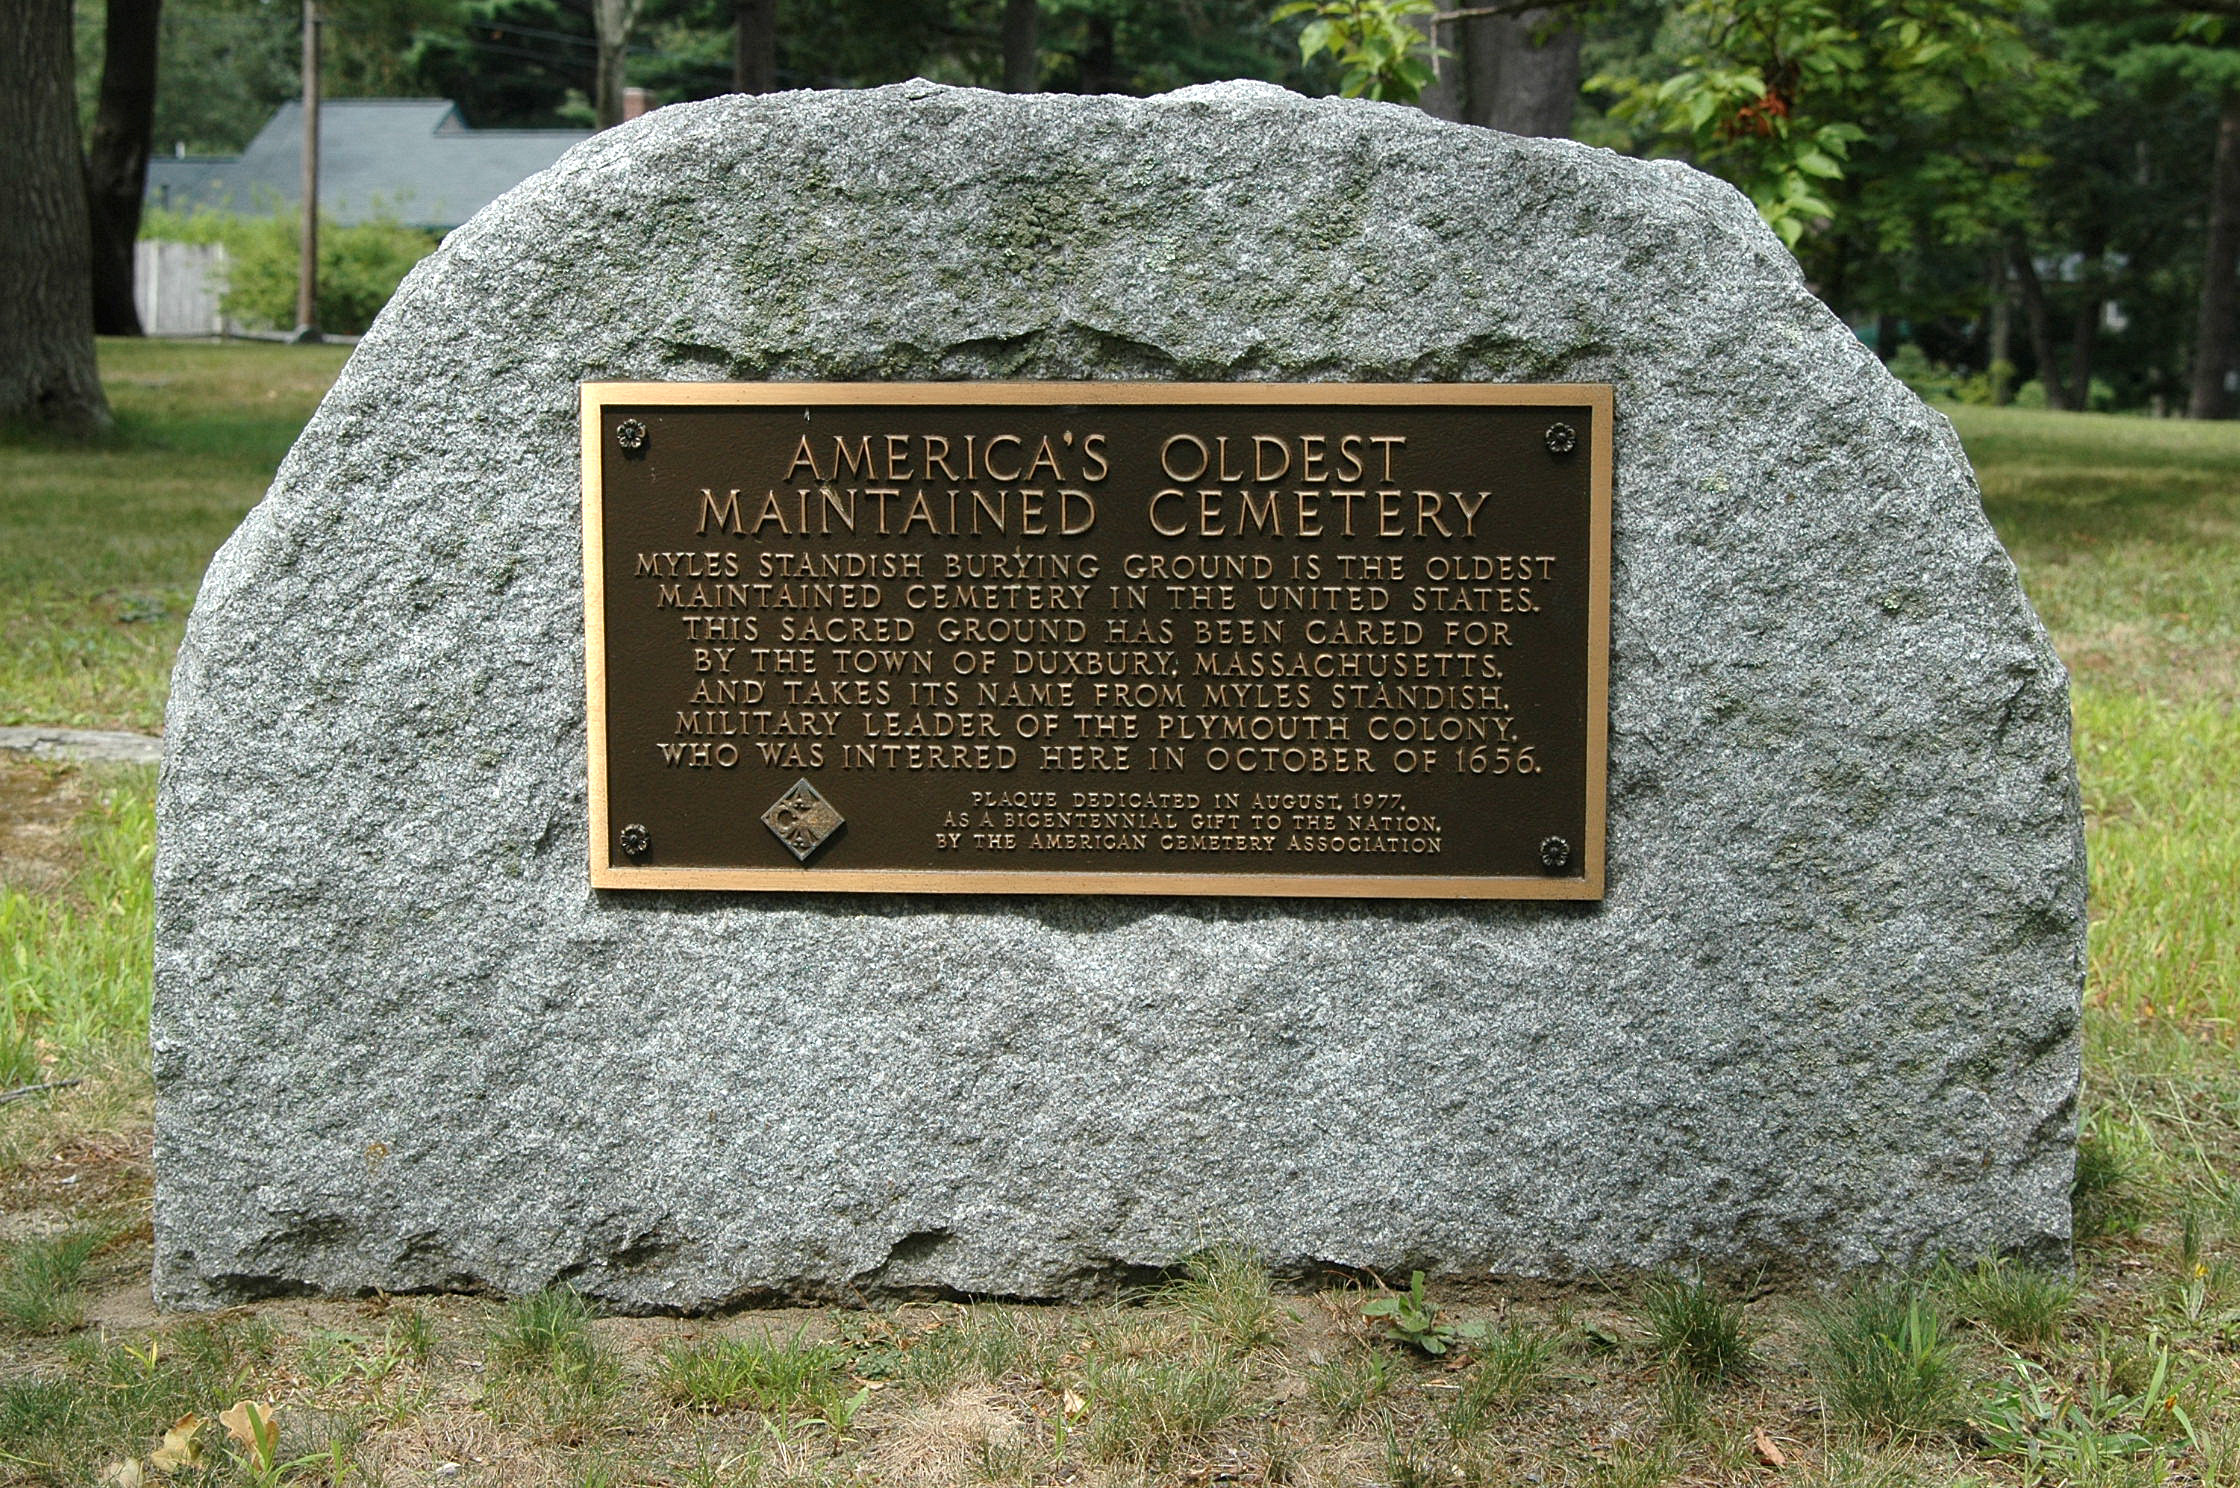 AMERICA'S OLDEST
MAINTAINED CEMETERY
MYLES STANDISH BURYING GROUND IS THE OLDEST
MAINTAINED CEMETERY IN THE UNITED STATES.
THIS SACRED GROUND HAS BEEN CARED FOR
BY THE TOWN OF DUXBURY, MASSACHUSETTS,
AND TAKES ITS NAME FROM MYLES STANDISH,
MILITARY LEADER OF THE PLYMOUTH COLONY,
WHO WAS INTERRED HERE IN OCTOBER OF 1656.
PLAQUE DEDICATED IN AUGUST, 1977,
AS A BICENTENNIAL GIFT TO THE NATION,
BY THE AMERICAN CEMETERY ASSOCIATION